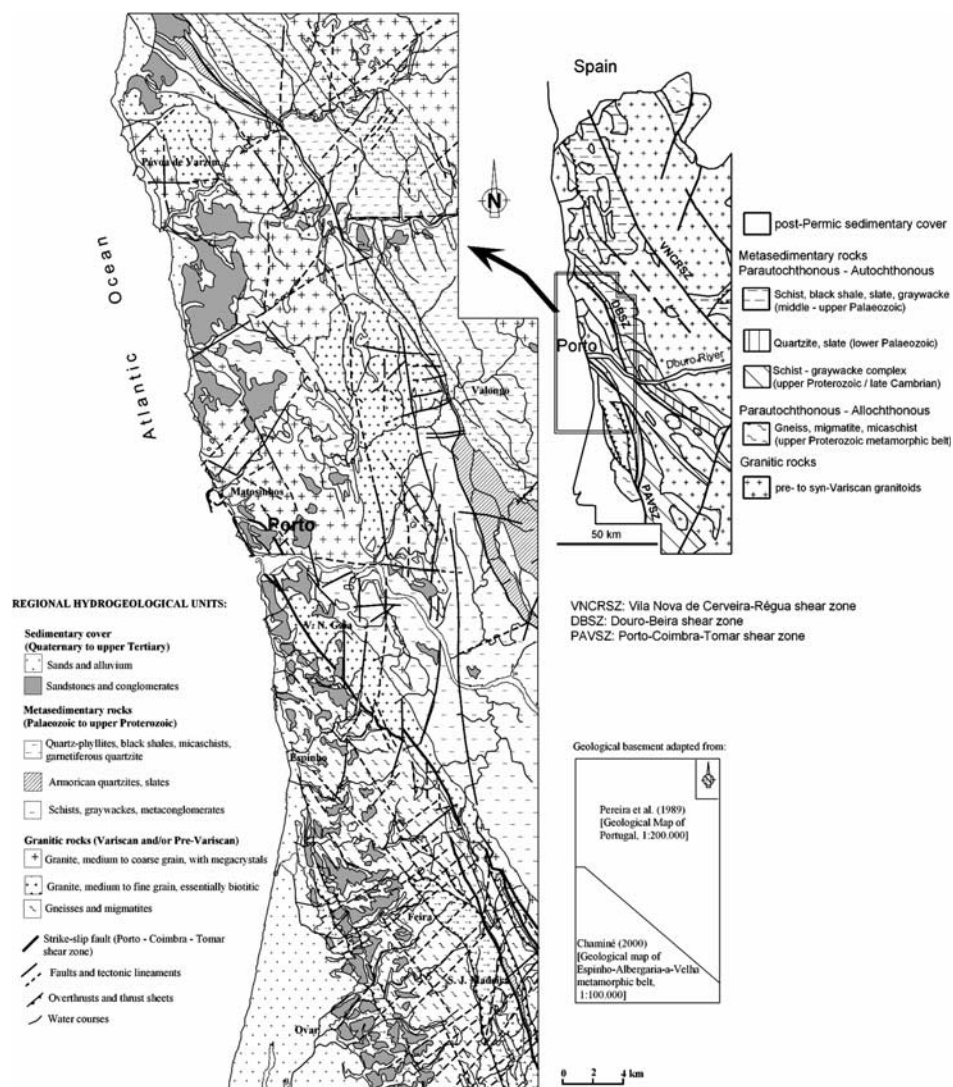 Spain
Póvoa de Varzim
N
Atlantic Ocean
VNCRSZ
DBSZ
Porto
Douro River
PAVSZ
50 km
post-Permic sedimentary cover
Metasedimentary rocks
Parautochthonous - Autochthonous
Schist, black shale, slate, graywacke
(middle - upper Palaeozoic)
Quartzite, slate (lower Palaeozoic)
Schist - graywacke complex
(upper Proterozoic / late Cambrian)
Parautochthonous - Allochthonous
Gneiss, migmatite, micaschist
(upper Proterozoic metamorphic belt)
Granitic rocks
pre- to syn-Variscan granitoids
Valongo
Matosinhos
Porto
V. N. Gaia
Espinho
Feira
S. J. Madeira
Ovar
VNCRSZ: Vila Nova de Cerveira-Régua shear zone
DBSZ: Douro-Beira shear zone
PAVSZ: Porto-Coimbra-Tomar shear zone
REGIONAL HYDROGEOLOGICAL UNITS:
Sedimentary cover
(Quaternary to upper Tertiary)
Sands and alluvium
Sandstones and conglomerates
Metasedimentary rocks
(Palaeozoic to upper Proterozoic)
Quartz-phyllites, black shales, micaschists,
garnetiferous quartzite
Armorican quartzites, slates
Schists, graywackes, metaconglomerates
Granitic rocks (Variscan and/or Pre-Variscan)
Granite, medium to coarse grain, with megacrystals
Granite, medium to fine grain, essentially biotitic
Gneisses and migmatites
Strike-slip fault (Porto - Coimbra - Tomar
shear zone)
Faults and tectonic lineaments
Overthrusts and thrust sheets
Water courses
Geological basement adapted from:
N
Pereira et al. (1989)
[Geological Map of
Portugal, 1:200.000]
Chaminé (2000)
[Geological map of
Espinho-Albergaria-a-Velha
metamorphic belt,
1:100.000]
0 2 4 km